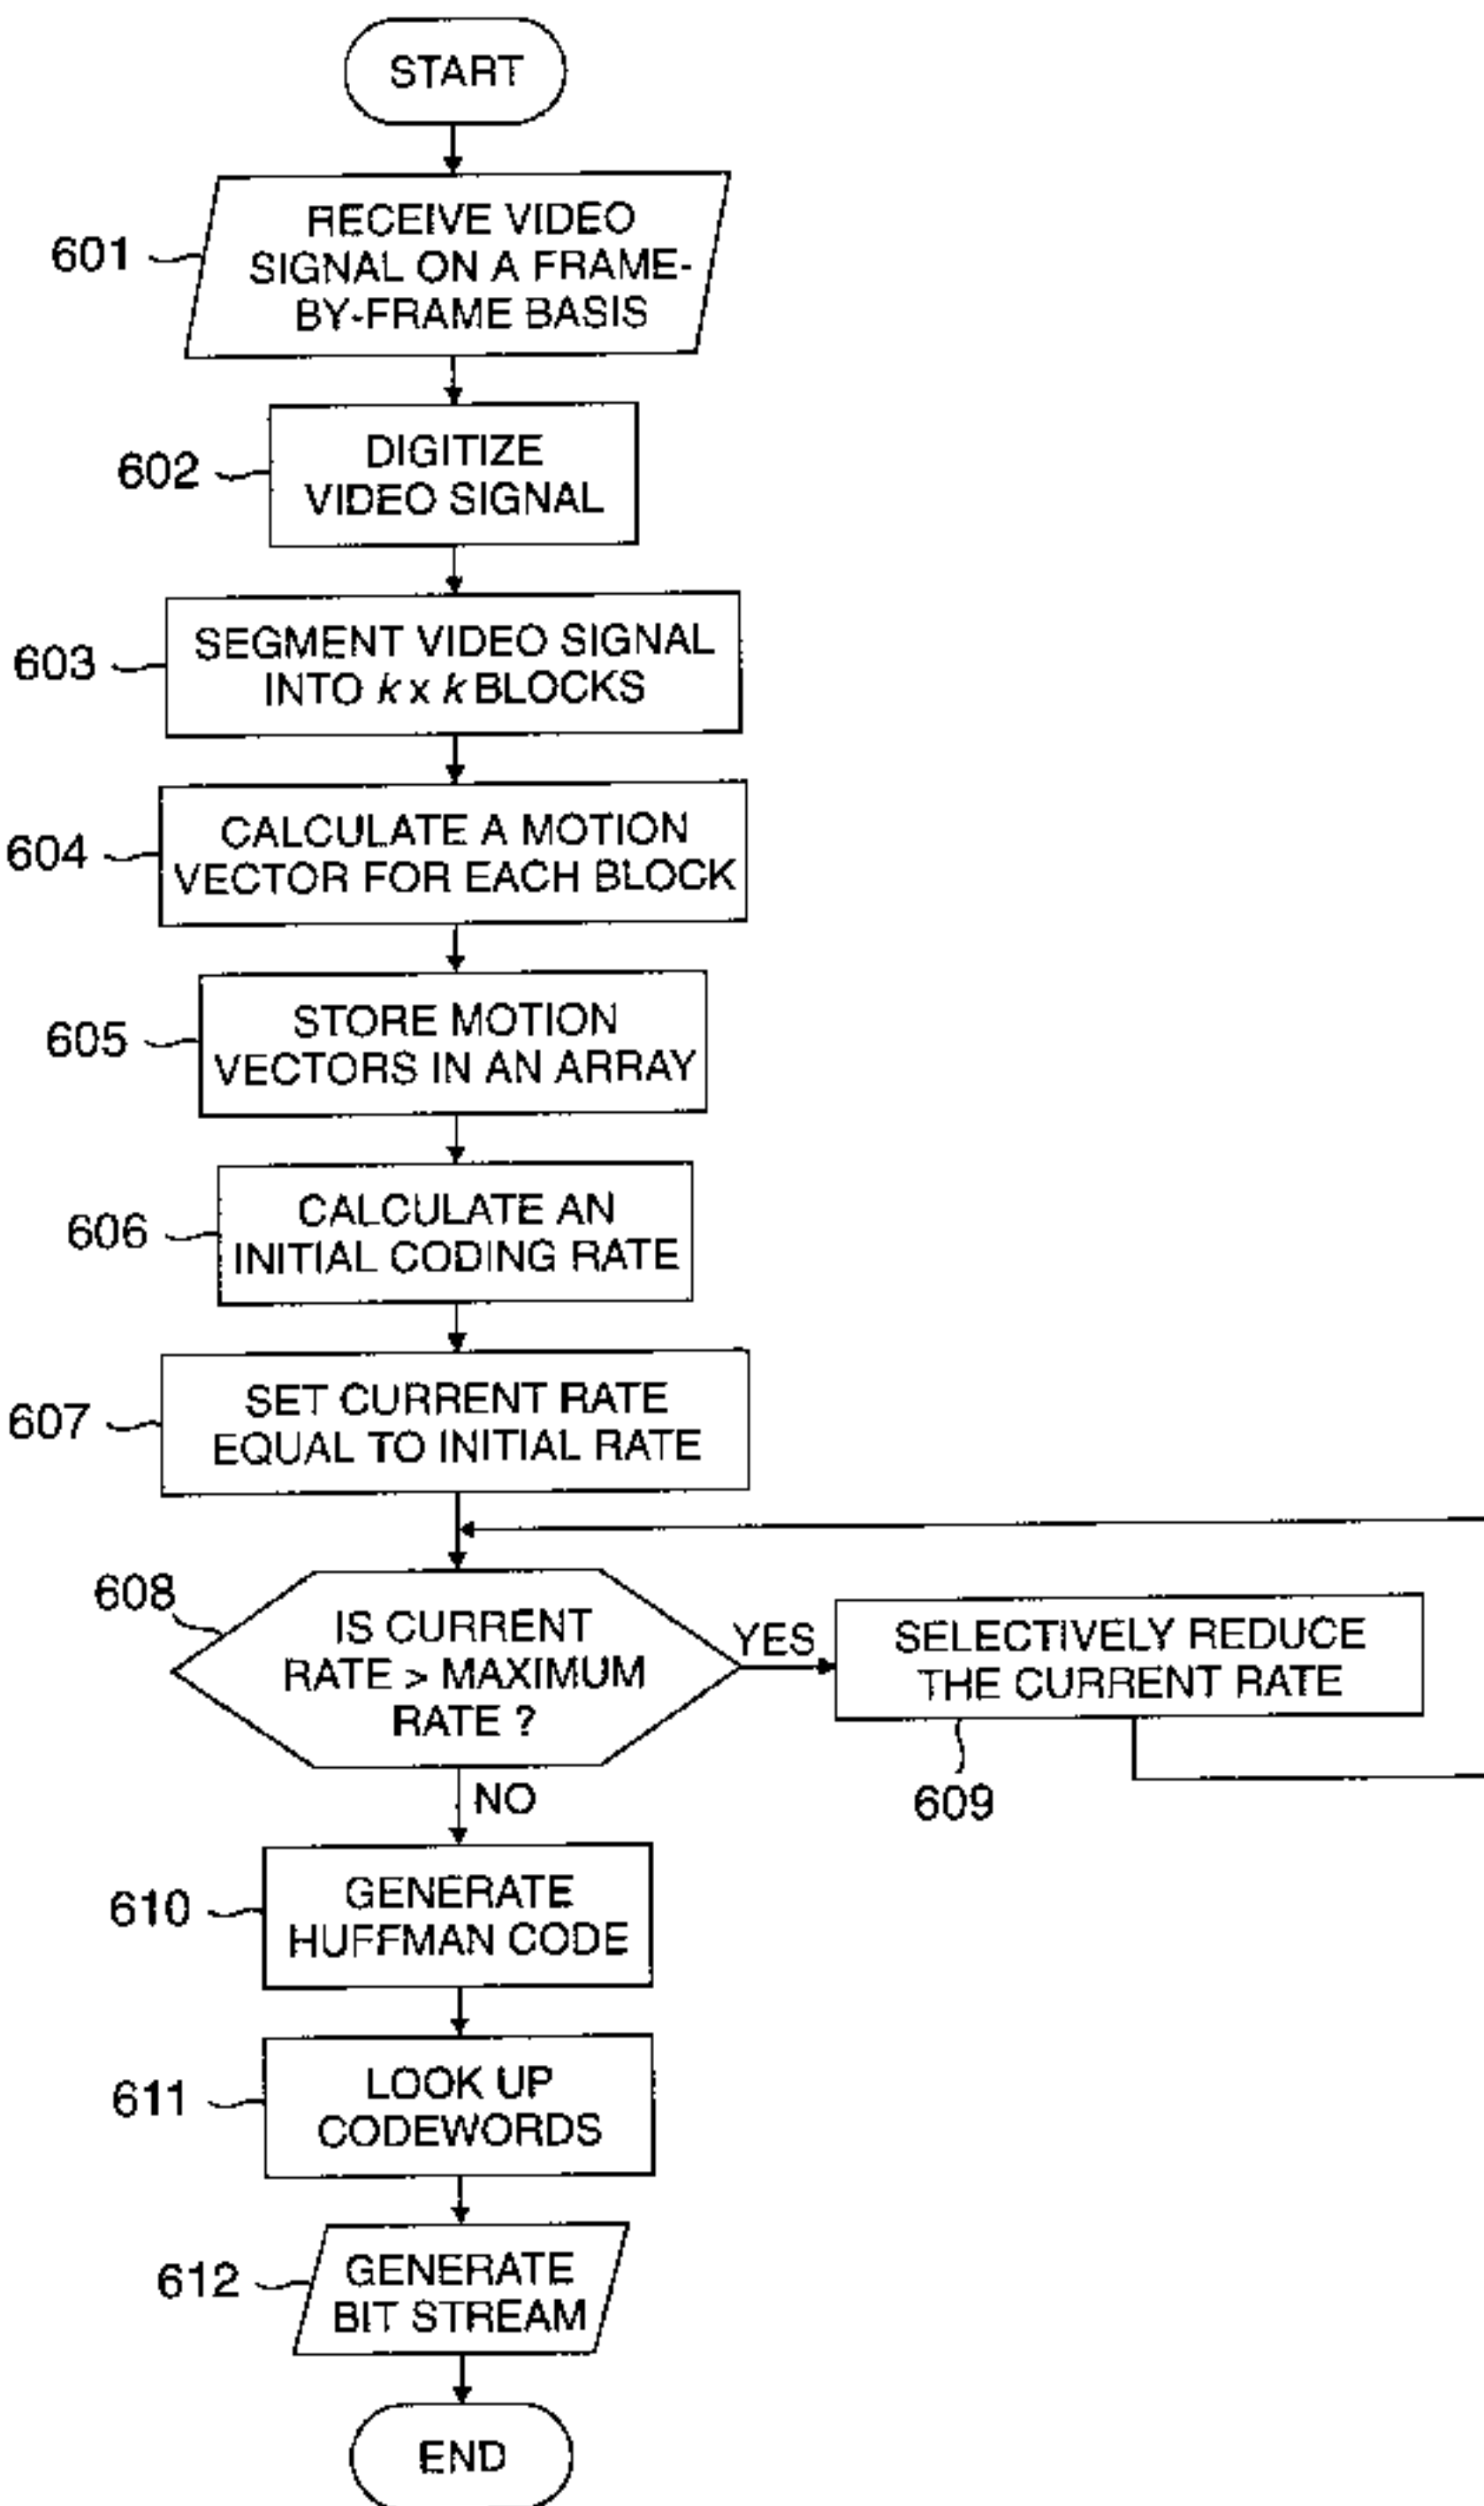 START
601
RECEIVE VIDEO
SIGNAL ON A FRAME-
BY-FRAME BASIS
602
DIGITIZE
VIDEO SIGNAL
603
SEGMENT VIDEO SIGNAL
INTO k x k BLOCKS
604
CALCULATE A MOTION
VECTOR FOR EACH BLOCK
605
STORE MOTION
VECTORS IN AN ARRAY
606
CALCULATE AN
INITIAL CODING RATE
607
SET CURRENT RATE
EQUAL TO INITIAL RATE
608
IS CURRENT
RATE > MAXIMUM
RATE ?
YES
SELECTIVELY REDUCE
THE CURRENT RATE
609
NO
610
GENERATE
HUFFMAN CODE
611
LOOK UP
CODEWORDS
612
GENERATE
BIT STREAM
END